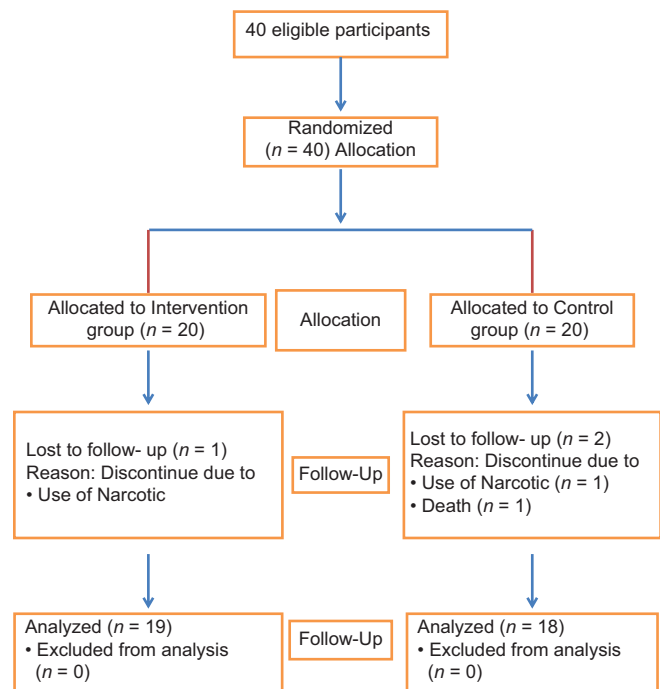 40 eligible participants
Randomized
(n = 40) Allocation
Allocated to Intervention
group (n = 20)
Allocation
Allocated to Control
group (n = 20)
Lost to follow- up (n = 1)
Reason: Discontinue due to
• Use of Narcotic
Follow-Up
Lost to follow- up (n = 2)
Reason: Discontinue due to
• Use of Narcotic (n = 1)
• Death (n = 1)
Analyzed (n = 19)
• Excluded from analysis
(n = 0)
Follow-Up
Analyzed (n = 18)
• Excluded from analysis
(n = 0)